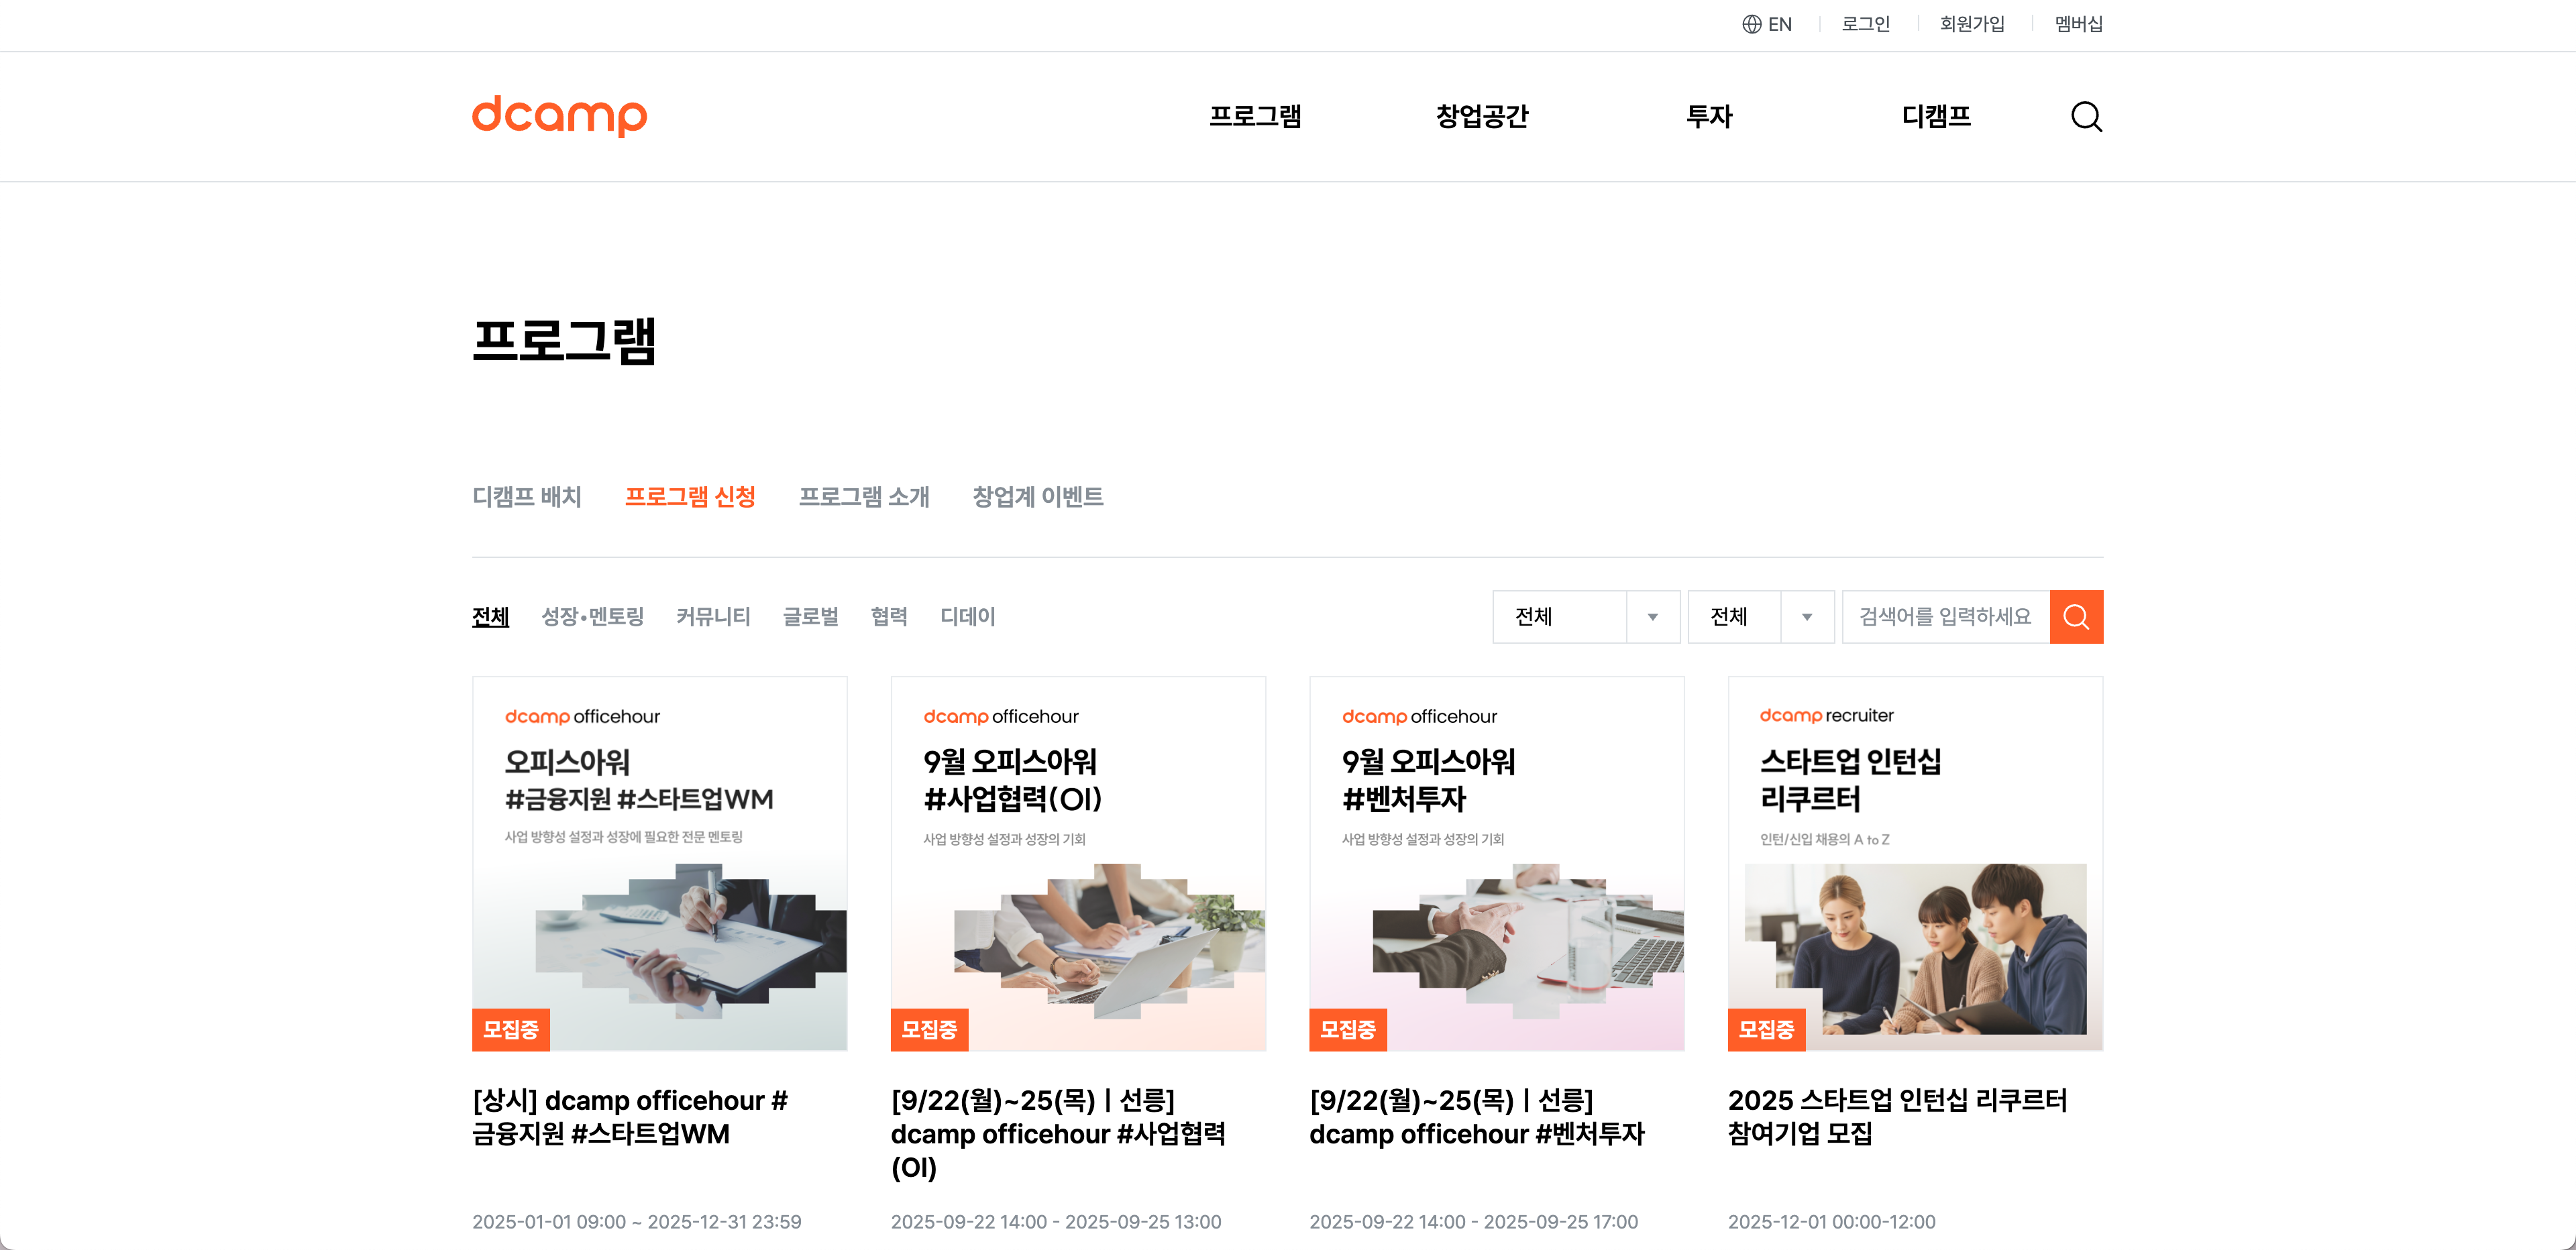 EN
로그인
회원가입
멤버십
dcamp
프로그램
창업공간
투자
디캠프
프로그램
디캠프 배치
프로그램 신청
프로그램 소개
창업계 이벤트
전체
성장•멘토링
커뮤니티
글로벌
협력
디데이
전체
전체
검색어를 입력하세요
dcamp officehour
오피스아워
#금융지원 #스타트업WM
사업 방향성 설정과 성장에 필요한 전문 멘토링
모집중
[상시] dcamp officehour #
금융지원 #스타트업WM
2025-01-01 09:00 ~ 2025-12-31 23:59
dcamp officehour
9월 오피스아워
#사업협력(OI)
사업 방향성 설정과 성장의 기회
모집중
[9/22(월)~25(목)ㅣ선릉]
dcamp officehour #사업협력
(OI)
2025-09-22 14:00 - 2025-09-25 13:00
dcamp officehour
9월 오피스아워
#벤처투자
사업 방향성 설정과 성장의 기회
모집중
[9/22(월)~25(목)ㅣ선릉]
dcamp officehour #벤처투자
2025-09-22 14:00 - 2025-09-25 17:00
dcamp recruiter
스타트업 인턴십
리쿠르터
인턴/신입 채용의 A to Z
모집중
2025 스타트업 인턴십 리쿠르터
참여기업 모집
2025-12-01 00:00-12:00